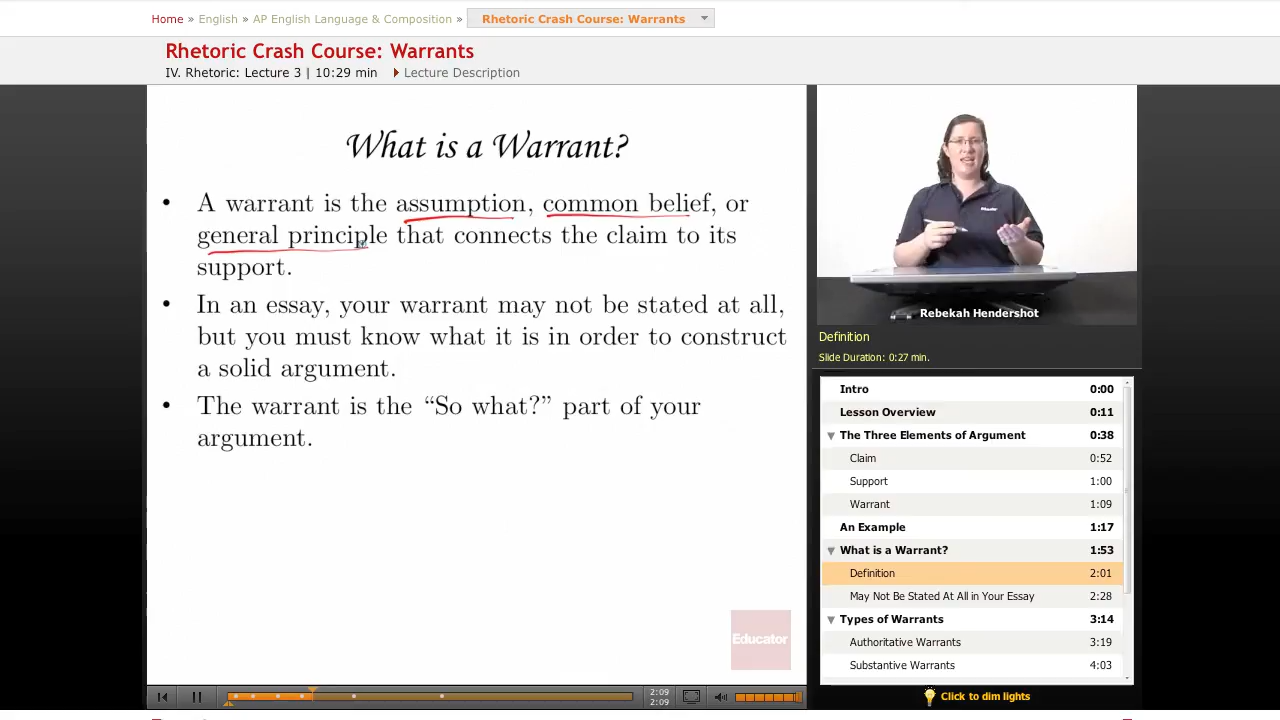 Home » English » AP English Language & Composition » Rhetoric Crash Course: Warrants
Rhetoric Crash Course: Warrants
IV. Rhetoric: Lecture 3 | 10:29 min Lecture Description
What is a Warrant?
• A warrant is the assumption, common belief, or
general principle that connects the claim to its
support.
• In an essay, your warrant may not be stated at all,
but you must know what it is in order to construct
a solid argument.
• The warrant is the “So what?” part of your
argument.
Educator
2:09
2:09
Rebekah Hendershot
Definition
Slide Duration: 0:27 min.
Intro 0:00
Lesson Overview 0:11
The Three Elements of Argument 0:38
Claim 0:52
Support 1:00
Warrant 1:09
An Example 1:17
What is a Warrant? 1:53
Definition 2:01
May Not Be Stated At All in Your Essay 2:28
Types of Warrants 3:14
Authoritative Warrants 3:19
Substantive Warrants 4:03
Click to dim lights